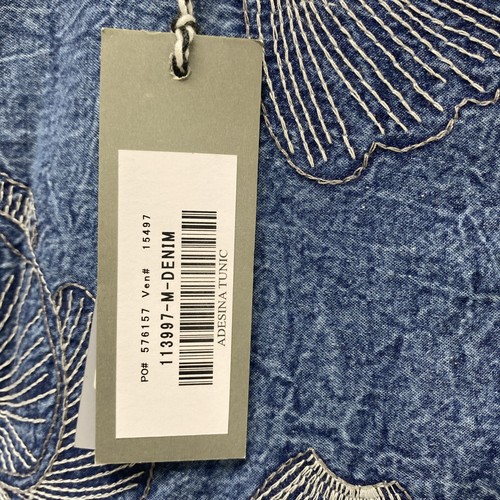 PO# 576157 Ven# 15497
113997-M-DENIM
ADESINA TUNIC